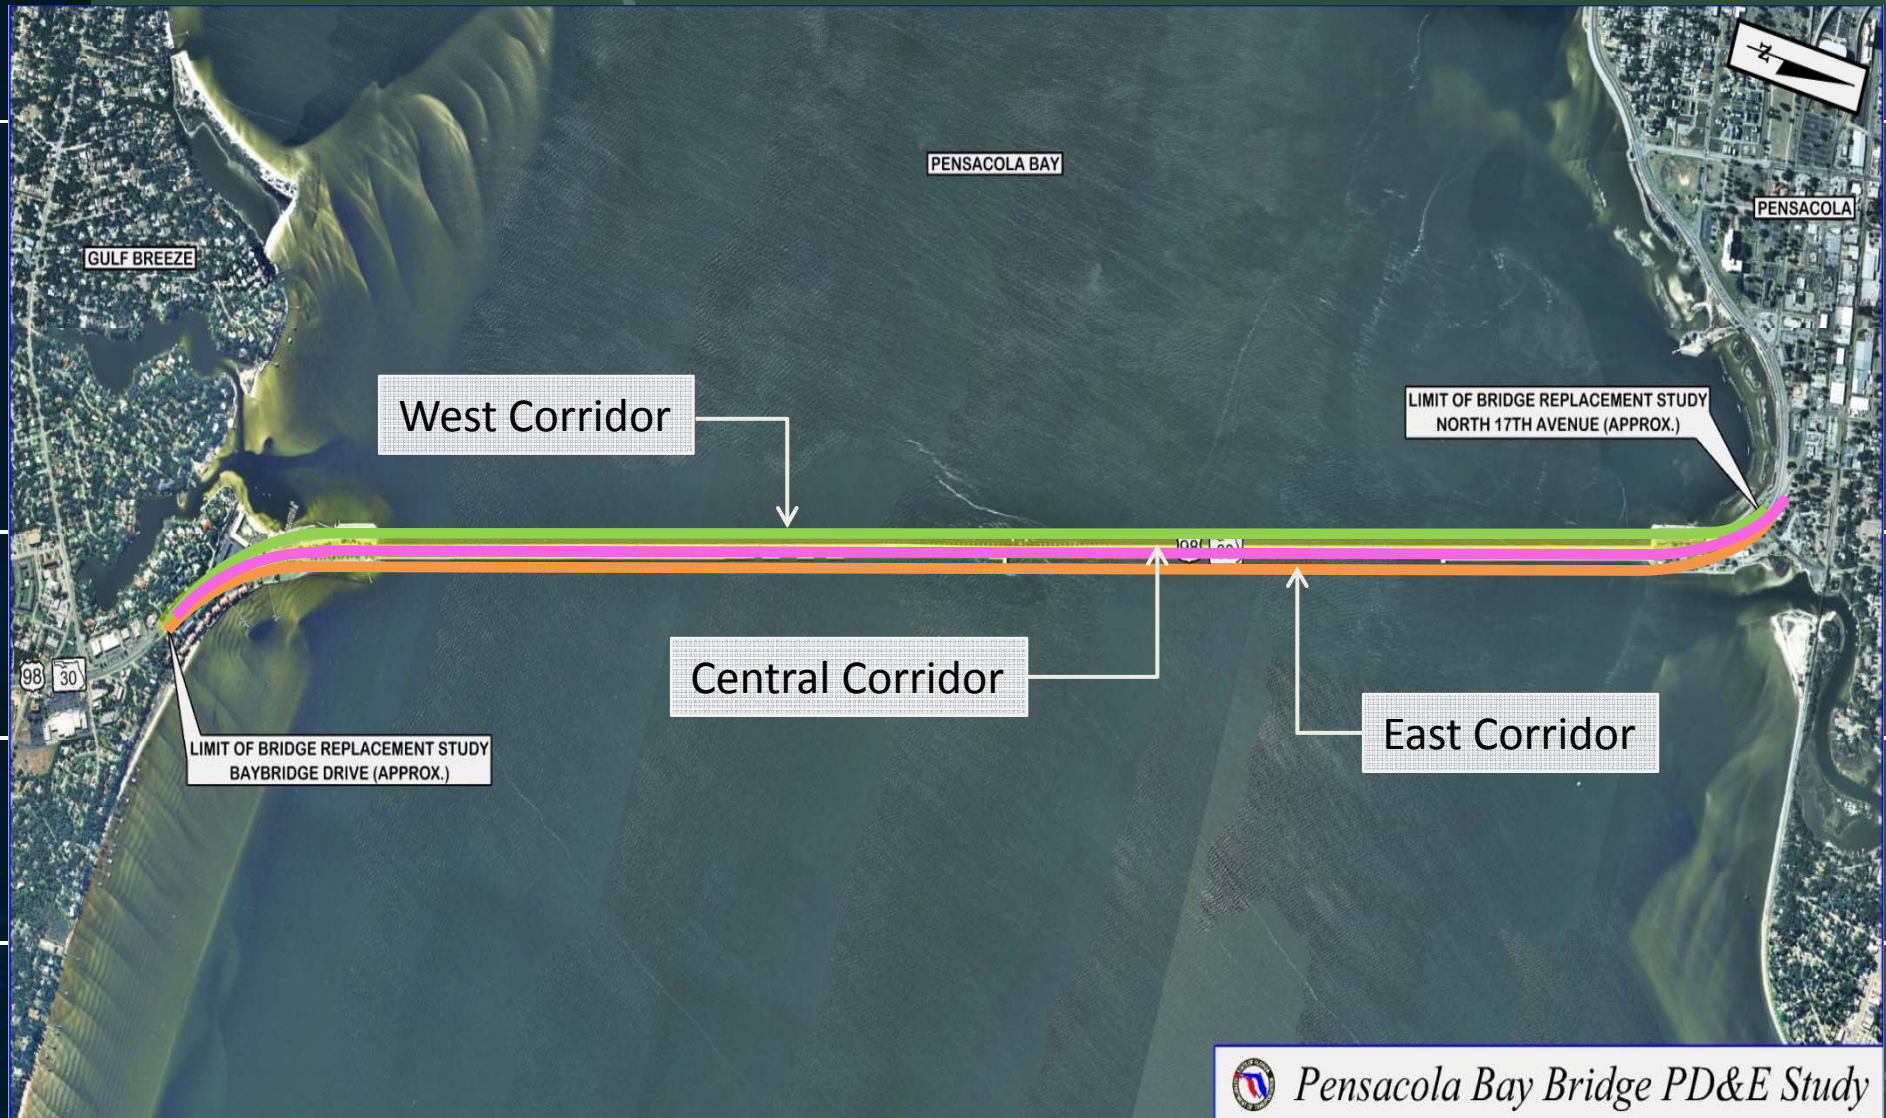 N
PENSACOLA BAY
PENSACOLA
GULF BREEZE
West Corridor
LIMIT OF BRIDGE REPLACEMENT STUDY
NORTH 17TH AVENUE (APPROX.)
98
Central Corridor
98 30
East Corridor
LIMIT OF BRIDGE REPLACEMENT STUDY
BAYBRIDGE DRIVE (APPROX.)
Pensacola Bay Bridge PD&E Study